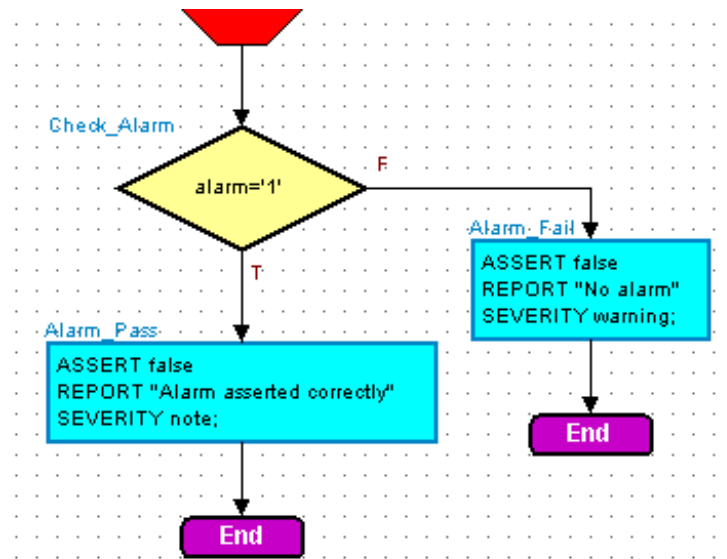 Check_Alarm
alarm='1'
F
T
Alarm_Fail
ASSERT false
REPORT "No alarm"
SEVERITY warning;
End
Alarm_Pass
ASSERT false
REPORT "Alarm asserted correctly"
SEVERITY note;
End